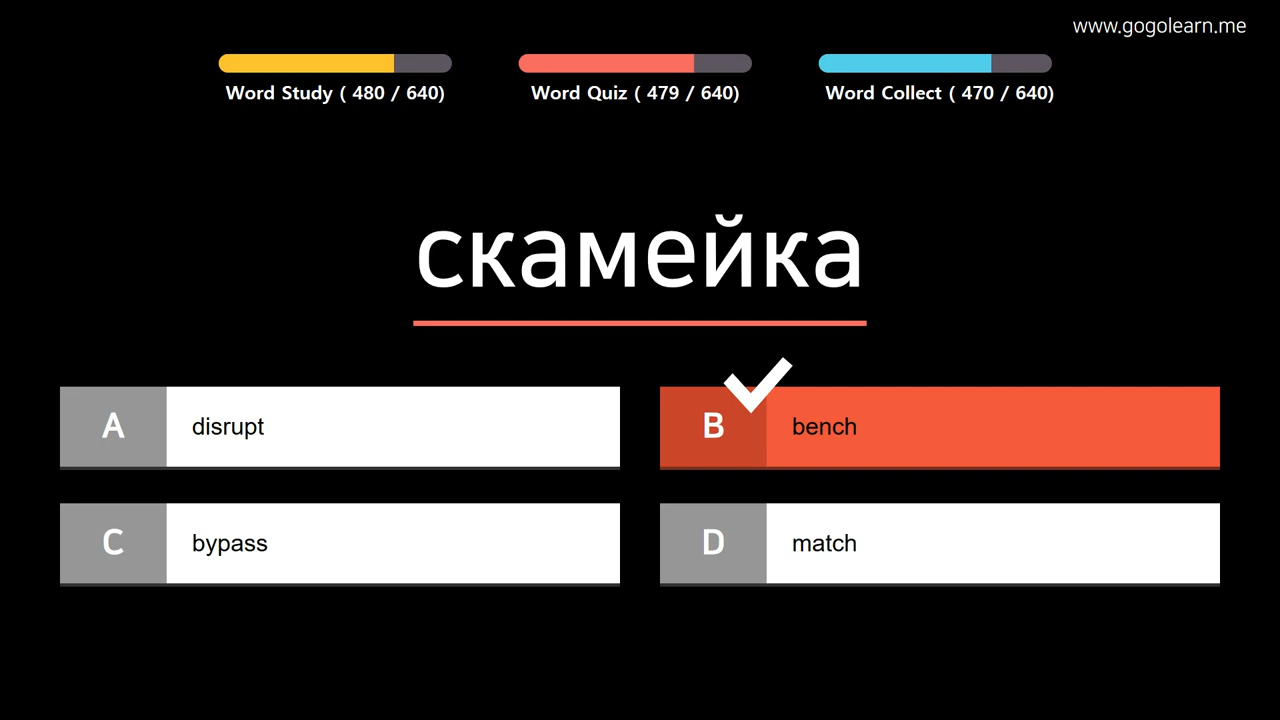 www.gogolearn.me
Word Study ( 480 / 640)
Word Quiz ( 479 / 640)
Word Collect ( 470 / 640)
скамейка
A disrupt
B bench
C bypass
D match